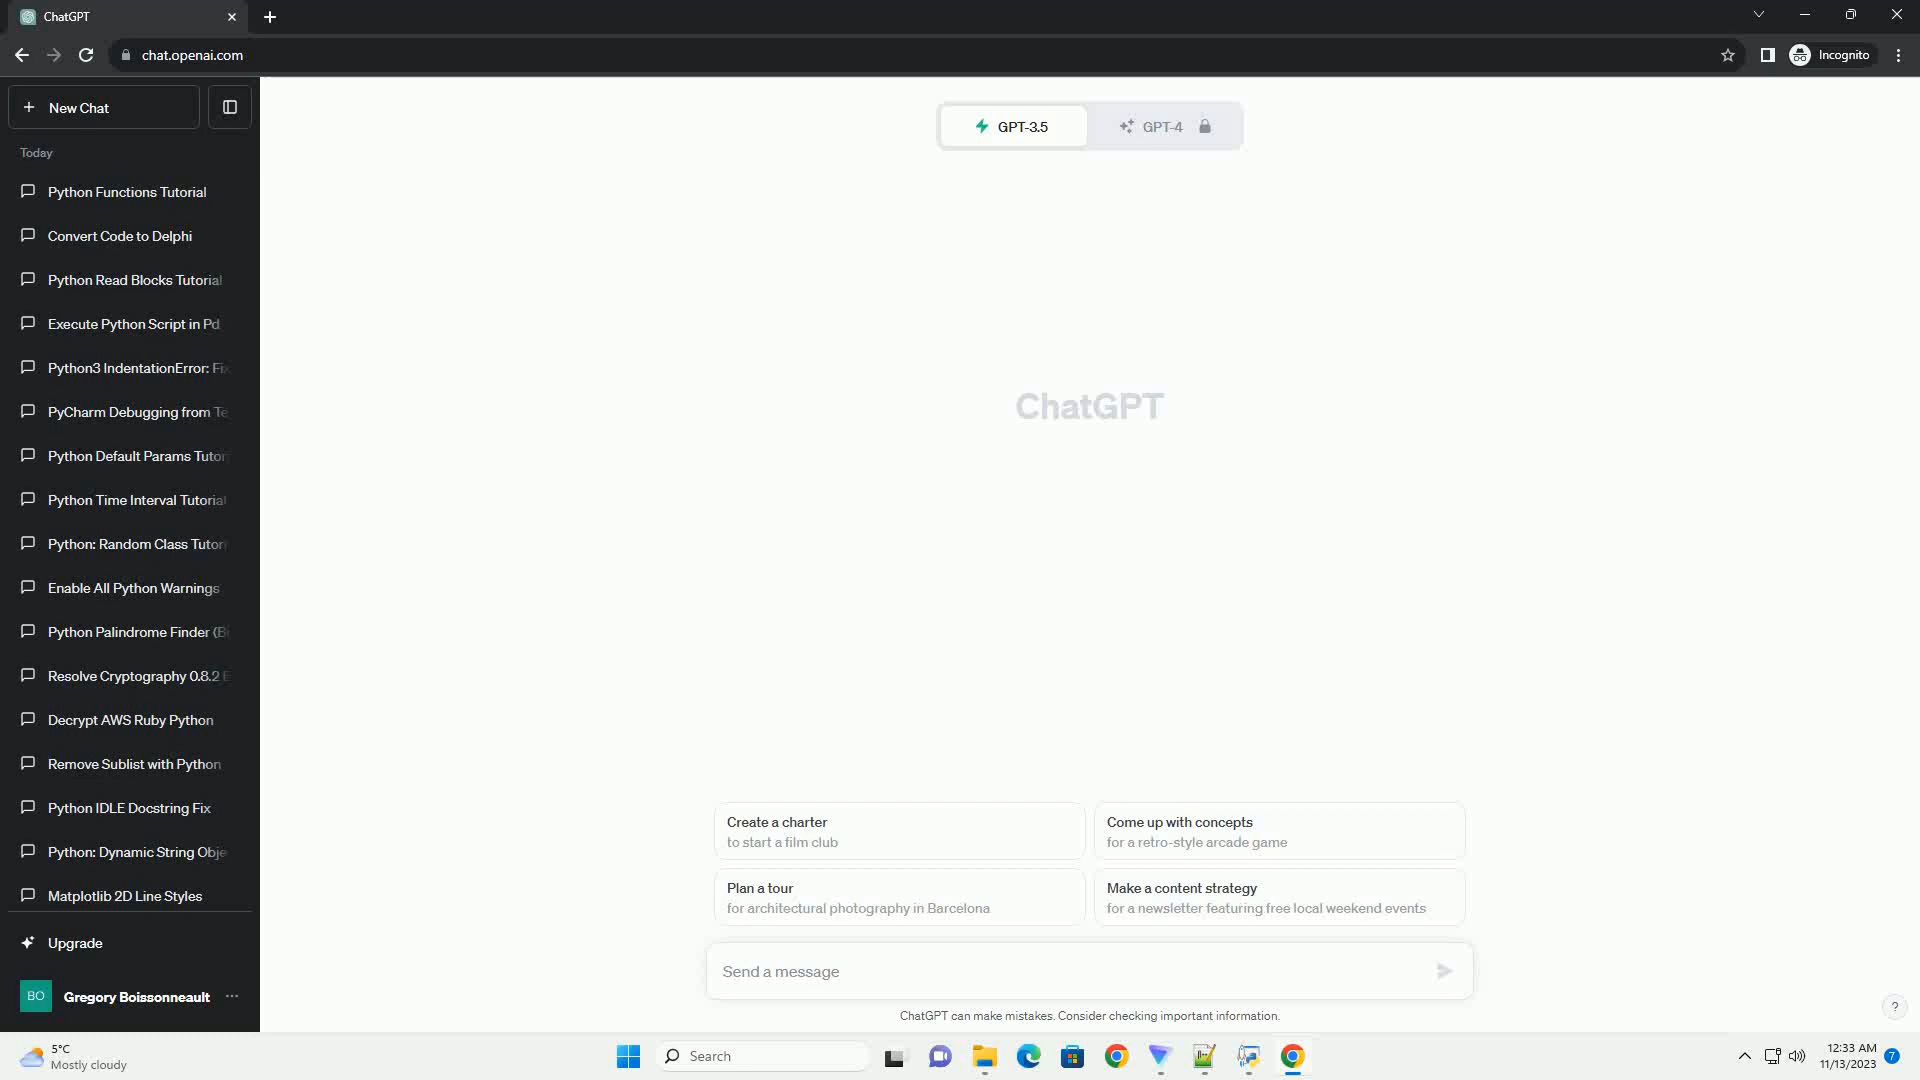 ChatGPT
chat.openai.com
Incognito
New Chat
Today
Python Functions Tutorial
Convert Code to Delphi
Python Read Blocks Tutorial
Execute Python Script in Pd
Python3 IndentationError: Fix
PyCharm Debugging from Te
Python Default Params Tutor
Python Time Interval Tutorial
Python: Random Class Tutor
Enable All Python Warnings
Python Palindrome Finder (B
Resolve Cryptography 0.8.2 E
Decrypt AWS Ruby Python
Remove Sublist with Python
Python IDLE Docstring Fix
Python: Dynamic String Obje
Matplotlib 2D Line Styles
Upgrade
BO Gregory Boissonneault
GPT-3.5 GPT-4
ChatGPT
Create a charter
to start a film club
Come up with concepts
for a retro-style arcade game
Plan a tour
for architectural photography in Barcelona
Make a content strategy
for a newsletter featuring free local weekend events
Send a message
ChatGPT can make mistakes. Consider checking important information.
?
5°C
Mostly cloudy
Search
12:33 AM
11/13/2023
7